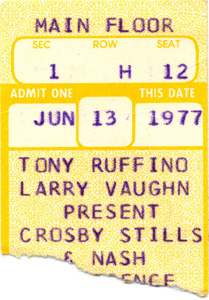 MAIN FLOOR
SEC ROW SEAT
1 H 12
ADMIT ONE THIS DATE
JUN 13 1977
TONY RUFFINO
LARRY VAUGHN
PRESENT
CROSBY STILLS
& NASH